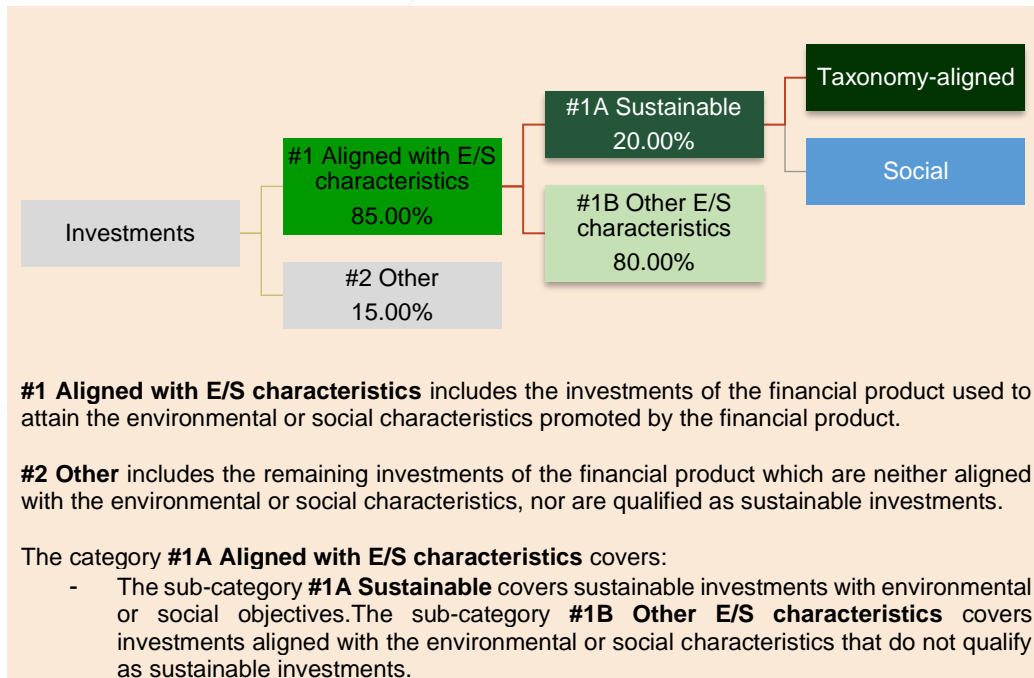 Investments
#1 Aligned with E/S
characteristics
85.00%
#2 Other
15.00%
#1A Sustainable
20.00%
#1B Other E/S
characteristics
80.00%
Taxonomy-aligned
Social
#1 Aligned with E/S characteristics includes the investments of the financial product used to
attain the environmental or social characteristics promoted by the financial product.
#2 Other includes the remaining investments of the financial product which are neither aligned
with the environmental or social characteristics, nor are qualified as sustainable investments.
The category #1A Aligned with E/S characteristics covers:
- The sub-category #1A Sustainable covers sustainable investments with environmental
or social objectives.The sub-category #1B Other E/S characteristics covers
investments aligned with the environmental or social characteristics that do not qualify
as sustainable investments.